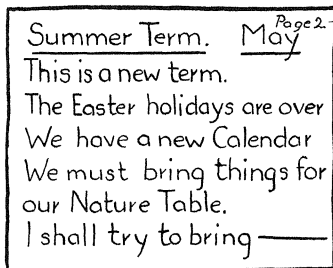 Page 2
Summer Term. May
This is a new term.
The Easter holidays are over
We have a new Calendar
We must bring things for
our Nature Table.
I shall try to bring ———